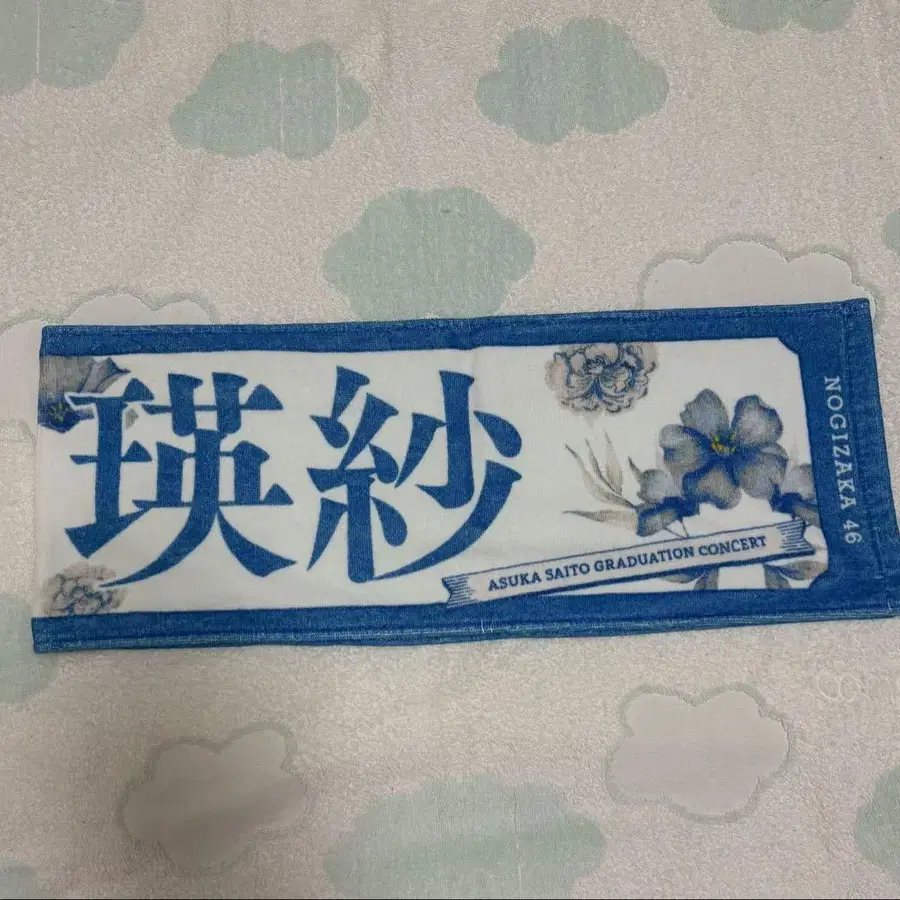 瑛紗
ASUKA SAITO GRADUATION CONCERT
NOGIZAKA 46